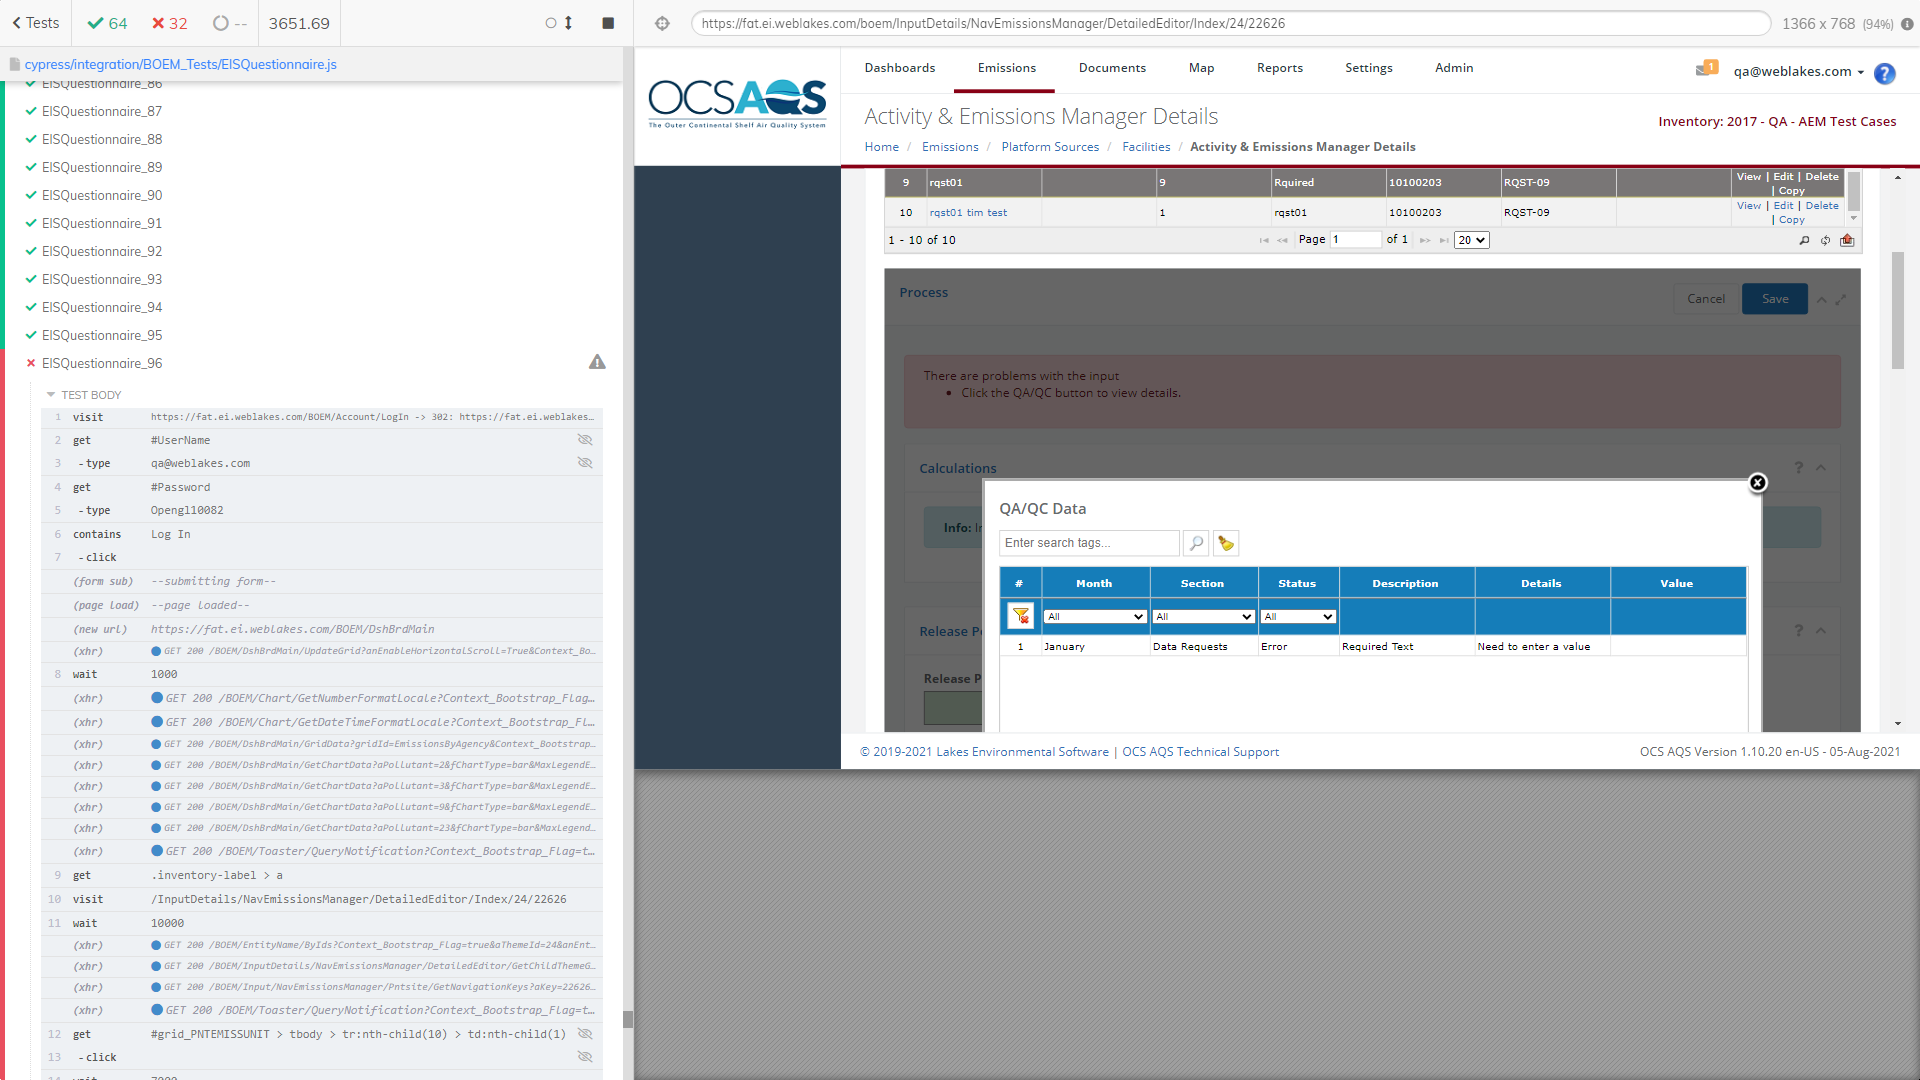 Tests
64
32
--
3651.69
cypress/integration/BOEM_Tests/EISQuestionnaire.js
EISQuestionnaire_86
EISQuestionnaire_87
EISQuestionnaire_88
EISQuestionnaire_89
EISQuestionnaire_90
EISQuestionnaire_91
EISQuestionnaire_92
EISQuestionnaire_93
EISQuestionnaire_94
EISQuestionnaire_95
EISQuestionnaire_96
TEST BODY
1 visit https://fat.ei.weblakes.com/BOEM/Account/LogIn -> 302: https://fat.ei.weblakes…
2 get #UserName
3 -type qa@weblakes.com
4 get #Password
5 -type Opengl10082
6 contains Log In
7 -click
(form sub) --submitting form--
(page load) --page loaded--
(new url) https://fat.ei.weblakes.com/BOEM/DshBrdMain
(xhr) GET 200 /BOEM/DshBrdMain/UpdateGrid?anEnableHorizontalScroll=True&Context_Bo…
8 wait 1000
(xhr) GET 200 /BOEM/Chart/GetNumberFormatLocale?Context_Bootstrap_Flag…
(xhr) GET 200 /BOEM/Chart/GetDateTimeFormatLocale?Context_Bootstrap_Fl…
(xhr) GET 200 /BOEM/DshBrdMain/GridData?gridId=EmissionsByAgency&Context_Bootstrap…
(xhr) GET 200 /BOEM/DshBrdMain/GetChartData?aPollutant=2&fChartType=bar&MaxLegendE…
(xhr) GET 200 /BOEM/DshBrdMain/GetChartData?aPollutant=3&fChartType=bar&MaxLegendE…
(xhr) GET 200 /BOEM/DshBrdMain/GetChartData?aPollutant=9&fChartType=bar&MaxLegendE…
(xhr) GET 200 /BOEM/DshBrdMain/GetChartData?aPollutant=23&fChartType=bar&MaxLegend…
(xhr) GET 200 /BOEM/Toaster/QueryNotification?Context_Bootstrap_Flag=t…
9 get .inventory-label > a
10 visit /InputDetails/NavEmissionsManager/DetailedEditor/Index/24/22626
11 wait 10000
(xhr) GET 200 /BOEM/EntityName/ByIds?Context_Bootstrap_Flag=true&aThemeId=24&anEnt…
(xhr) GET 200 /BOEM/InputDetails/NavEmissionsManager/DetailedEditor/GetChildThemeG…
(xhr) GET 200 /BOEM/Input/NavEmissionsManager/Pntsite/GetNavigationKeys?aKey=22626…
(xhr) GET 200 /BOEM/Toaster/QueryNotification?Context_Bootstrap_Flag=t…
12 get #grid_PNTEMISSUNIT > tbody > tr:nth-child(10) > td:nth-child(1)
13 -click
14 wait 7000
https://fat.ei.weblakes.com/boem/InputDetails/NavEmissionsManager/DetailedEditor/Index/24/22626
1366 x 768 (94%)
OCSAQS
The Outer Continental Shelf Air Quality System
Dashboards Emissions Documents Map Reports Settings Admin
1
qa@weblakes.com
?
Activity & Emissions Manager Details
Inventory: 2017 - QA - AEM Test Cases
Home / Emissions / Platform Sources / Facilities / Activity & Emissions Manager Details
9 rqst01 9 Rquired 10100203 RQST-09 View | Edit | Delete
| Copy
10 rqst01 tim test 1 rqst01 10100203 RQST-09 View | Edit | Delete
| Copy
1 - 10 of 10
Page 1 of 1 20
Process
Cancel
Save
There are problems with the input
• Click the QA/QC button to view details.
Calculations
?
Info:
QA/QC Data
Enter search tags...
# Month Section Status Description Details Value
All All All
1 January Data Requests Error Required Text Need to enter a value
?
© 2019-2021 Lakes Environmental Software | OCS AQS Technical Support
OCS AQS Version 1.10.20 en-US - 05-Aug-2021